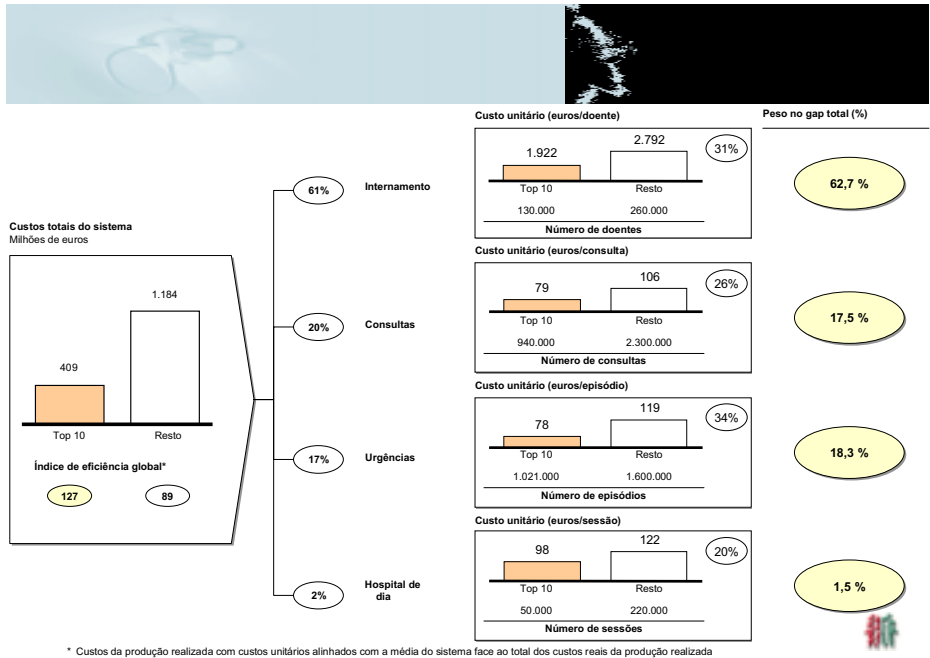 Custos totais do sistema
Milhões de euros
409
1.184
Top 10
Resto
Índice de eficiência global*
127
89
61%
Internamento
20%
Consultas
17%
Urgências
2%
Hospital de
dia
Custo unitário (euros/doente)
1.922
2.792
31%
Top 10
Resto
130.000
260.000
Número de doentes
Custo unitário (euros/consulta)
79
106
26%
Top 10
Resto
940.000
2.300.000
Número de consultas
Custo unitário (euros/episódio)
78
119
34%
Top 10
Resto
1.021.000
1.600.000
Número de episódios
Custo unitário (euros/sessão)
98
122
20%
Top 10
Resto
50.000
220.000
Número de sessões
Peso no gap total (%)
62,7 %
17,5 %
18,3 %
1,5 %
* Custos da produção realizada com custos unitários alinhados com a média do sistema face ao total dos custos reais da produção realizada